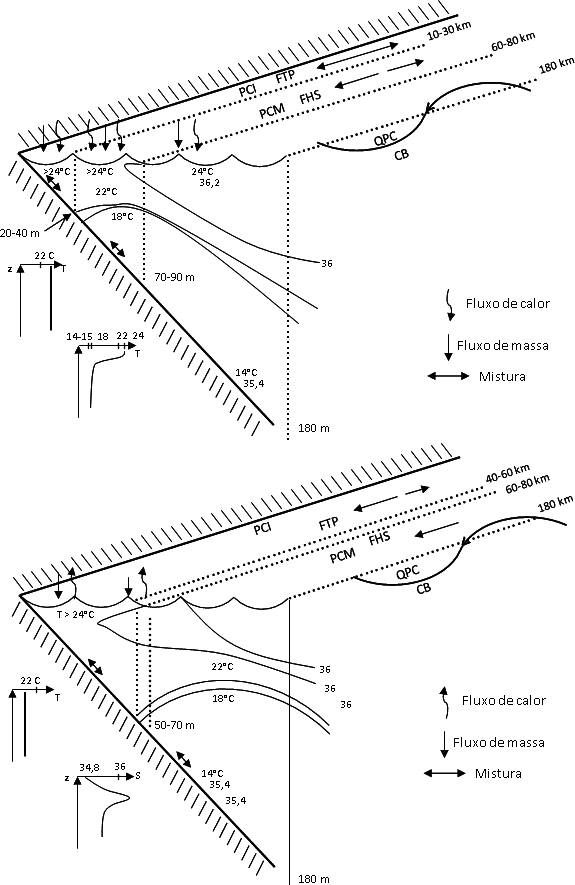 10-30 km
60-80 km
180 km
PCI FTP
PCM FHS
QPC
CB
>24°C >24°C 24°C
36,2
22°C
18°C
20-40 m
36
22 C
z T
70-90 m
14-15 18 22 24
T
Fluxo de calor
Fluxo de massa
Mistura
14°C
35,4
180 m
40-60 km
60-80 km
180 km
PCI FTP
PCM FHS
QPC
CB
T > 24°C
22°C
36
36
18°C
36
22 C
T
50-70 m
Fluxo de calor
Fluxo de massa
Mistura
34,8 36
z S
14°C
35,4
35,4
180 m